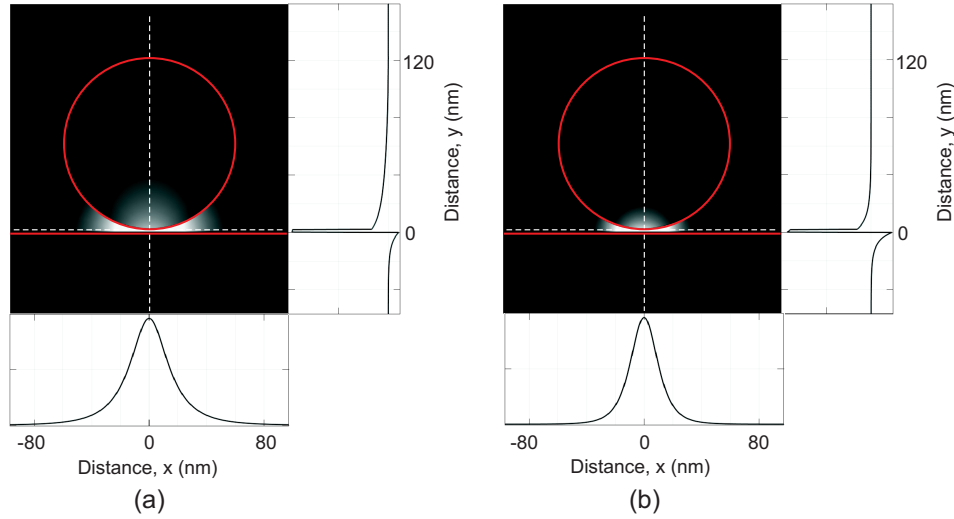 120
0
Distance, y (nm)
-80
0
80
Distance, x (nm)
(a)
120
0
Distance, y (nm)
-80
0
80
Distance, x (nm)
(b)